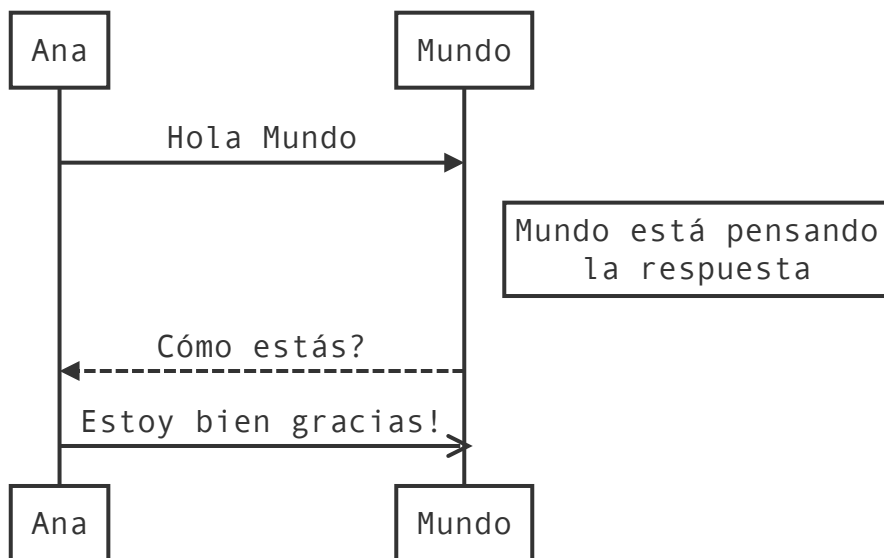 Ana
Mundo
Hola Mundo
Mundo está pensando
la respuesta
Cómo estás?
Estoy bien gracias!
Ana
Mundo